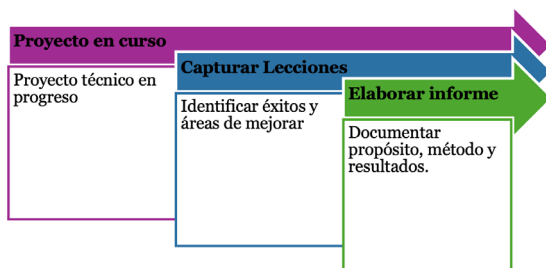 Proyecto en curso
Proyecto técnico en
progreso
Capturar Lecciones
Identificar éxitos y
áreas de mejorar
Elaborar informe
Documentar
propósito, método y
resultados.